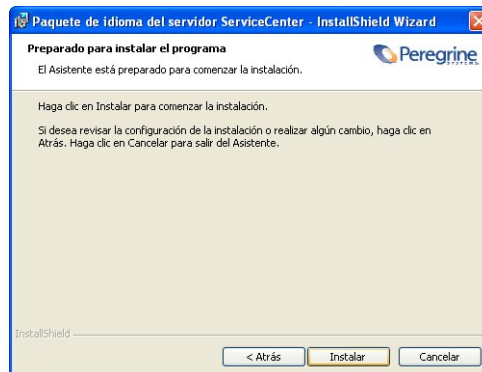 Paquete de idioma del servidor ServiceCenter - InstallShield Wizard
Preparado para instalar el programa
El Asistente está preparado para comenzar la instalación.
Peregrine
SYSTEMS
Haga clic en Instalar para comenzar la instalación.
Si desea revisar la configuración de la instalación o realizar algún cambio, haga clic en
Atrás. Haga clic en Cancelar para salir del Asistente.
InstallShield
< Atrás
Instalar
Cancelar